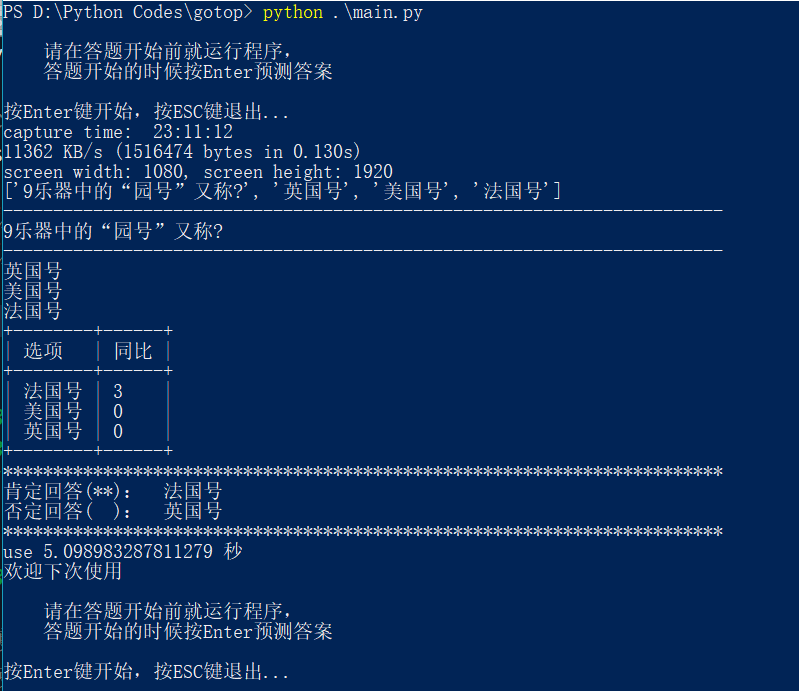 PS D:\Python Codes\gotop> python .\main.py
请在答题开始前就运行程序，
答题开始的时候按Enter预测答案
按Enter键开始，按ESC键退出...
capture time:  23:11:12
11362 KB/s (1516474 bytes in 0.130s)
screen width: 1080, screen height: 1920
['9乐器中的“园号”又称?', '英国号', '美国号', '法国号']
------------------------------------------------------------------------
9乐器中的“园号”又称?
------------------------------------------------------------------------
英国号
美国号
法国号
+--------+------+
| 选项   | 同比 |
+--------+------+
| 法国号 | 3    |
| 美国号 | 0    |
| 英国号 | 0    |
+--------+------+
************************************************************************
肯定回答(**)：  法国号
否定回答(  )：  英国号
************************************************************************
use 5.098983287811279 秒
欢迎下次使用
请在答题开始前就运行程序，
答题开始的时候按Enter预测答案
按Enter键开始，按ESC键退出...